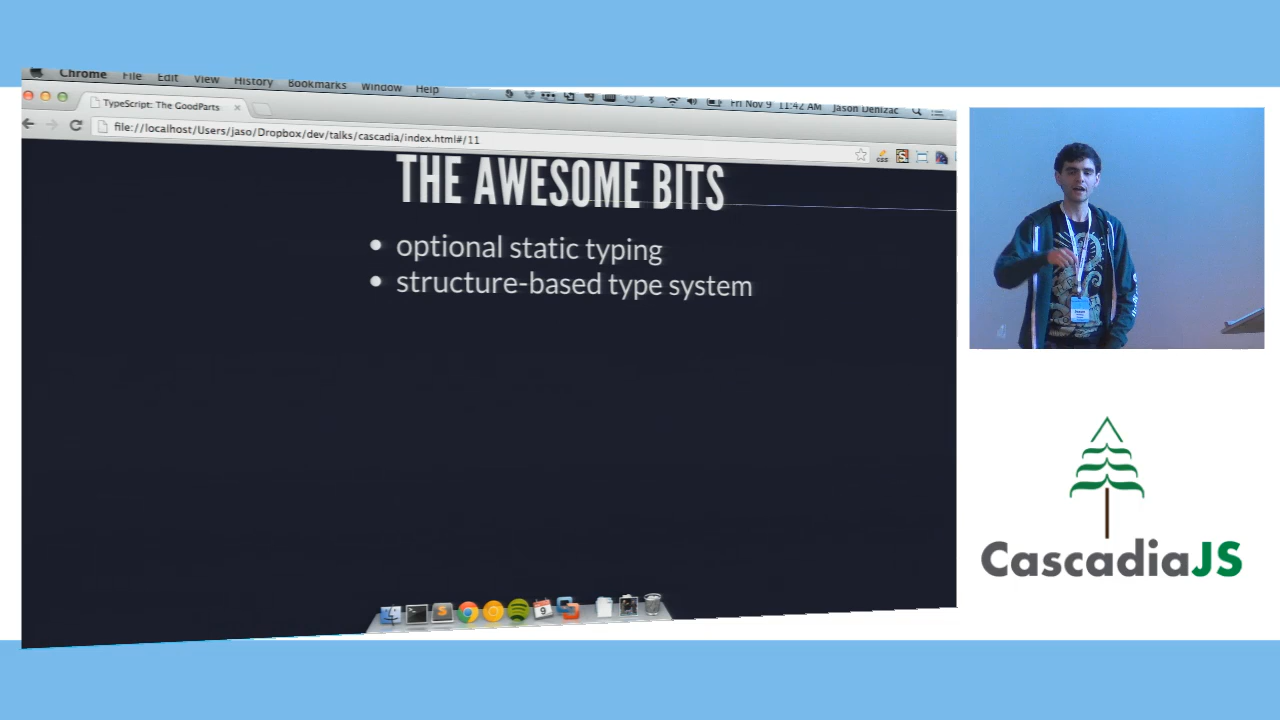 Chrome File Edit View History Bookmarks Window Help Fri Nov 9 11:42 AM Jason Denizac
TypeScript: The GoodParts
file://localhost/Users/jaso/Dropbox/dev/talks/cascadia/index.html#/11
css
THE AWESOME BITS
optional static typing
structure-based type system
9
CascadiaJS